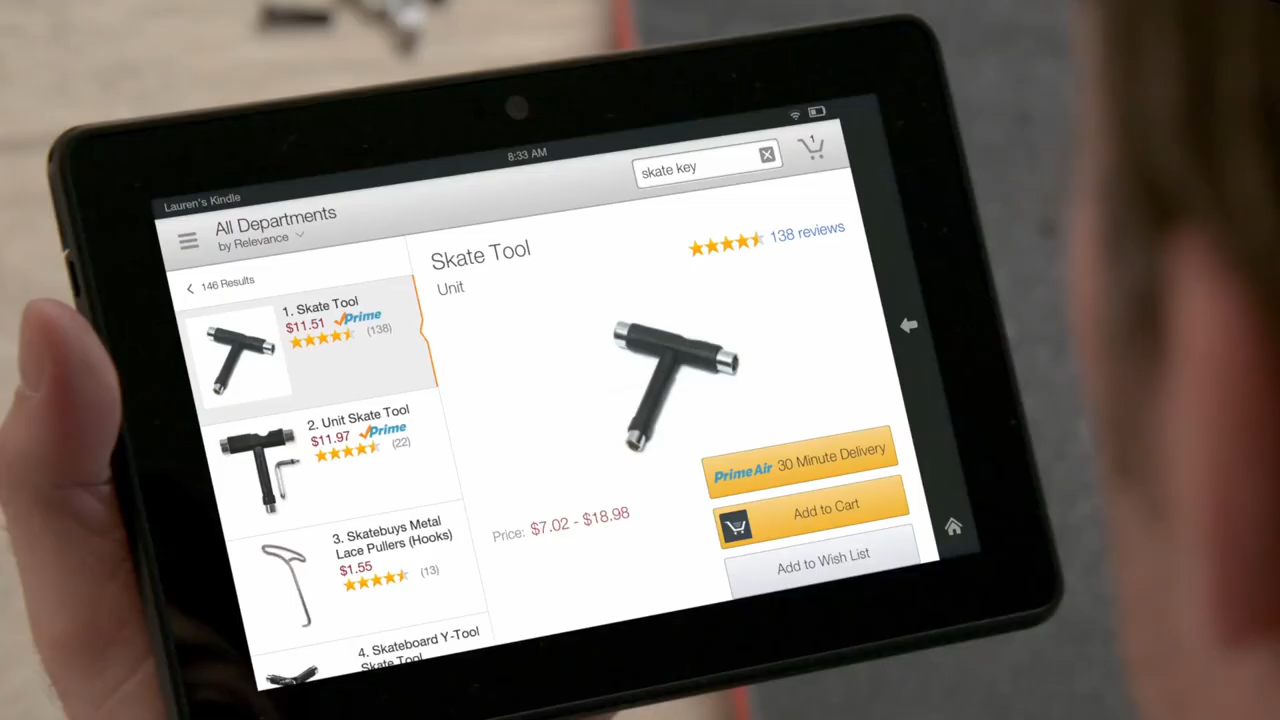 8:33 AM
Lauren's Kindle
All Departments
by Relevance
skate key
1
146 Results
1. Skate Tool
$11.51 Prime
(138)
2. Unit Skate Tool
$11.97 Prime
(22)
3. Skatebuys Metal
Lace Pullers (Hooks)
$1.55
(13)
4. Skateboard Y-Tool
Skate Tool
Skate Tool
138 reviews
Unit
Price: $7.02 - $18.98
Prime Air 30 Minute Delivery
Add to Cart
Add to Wish List